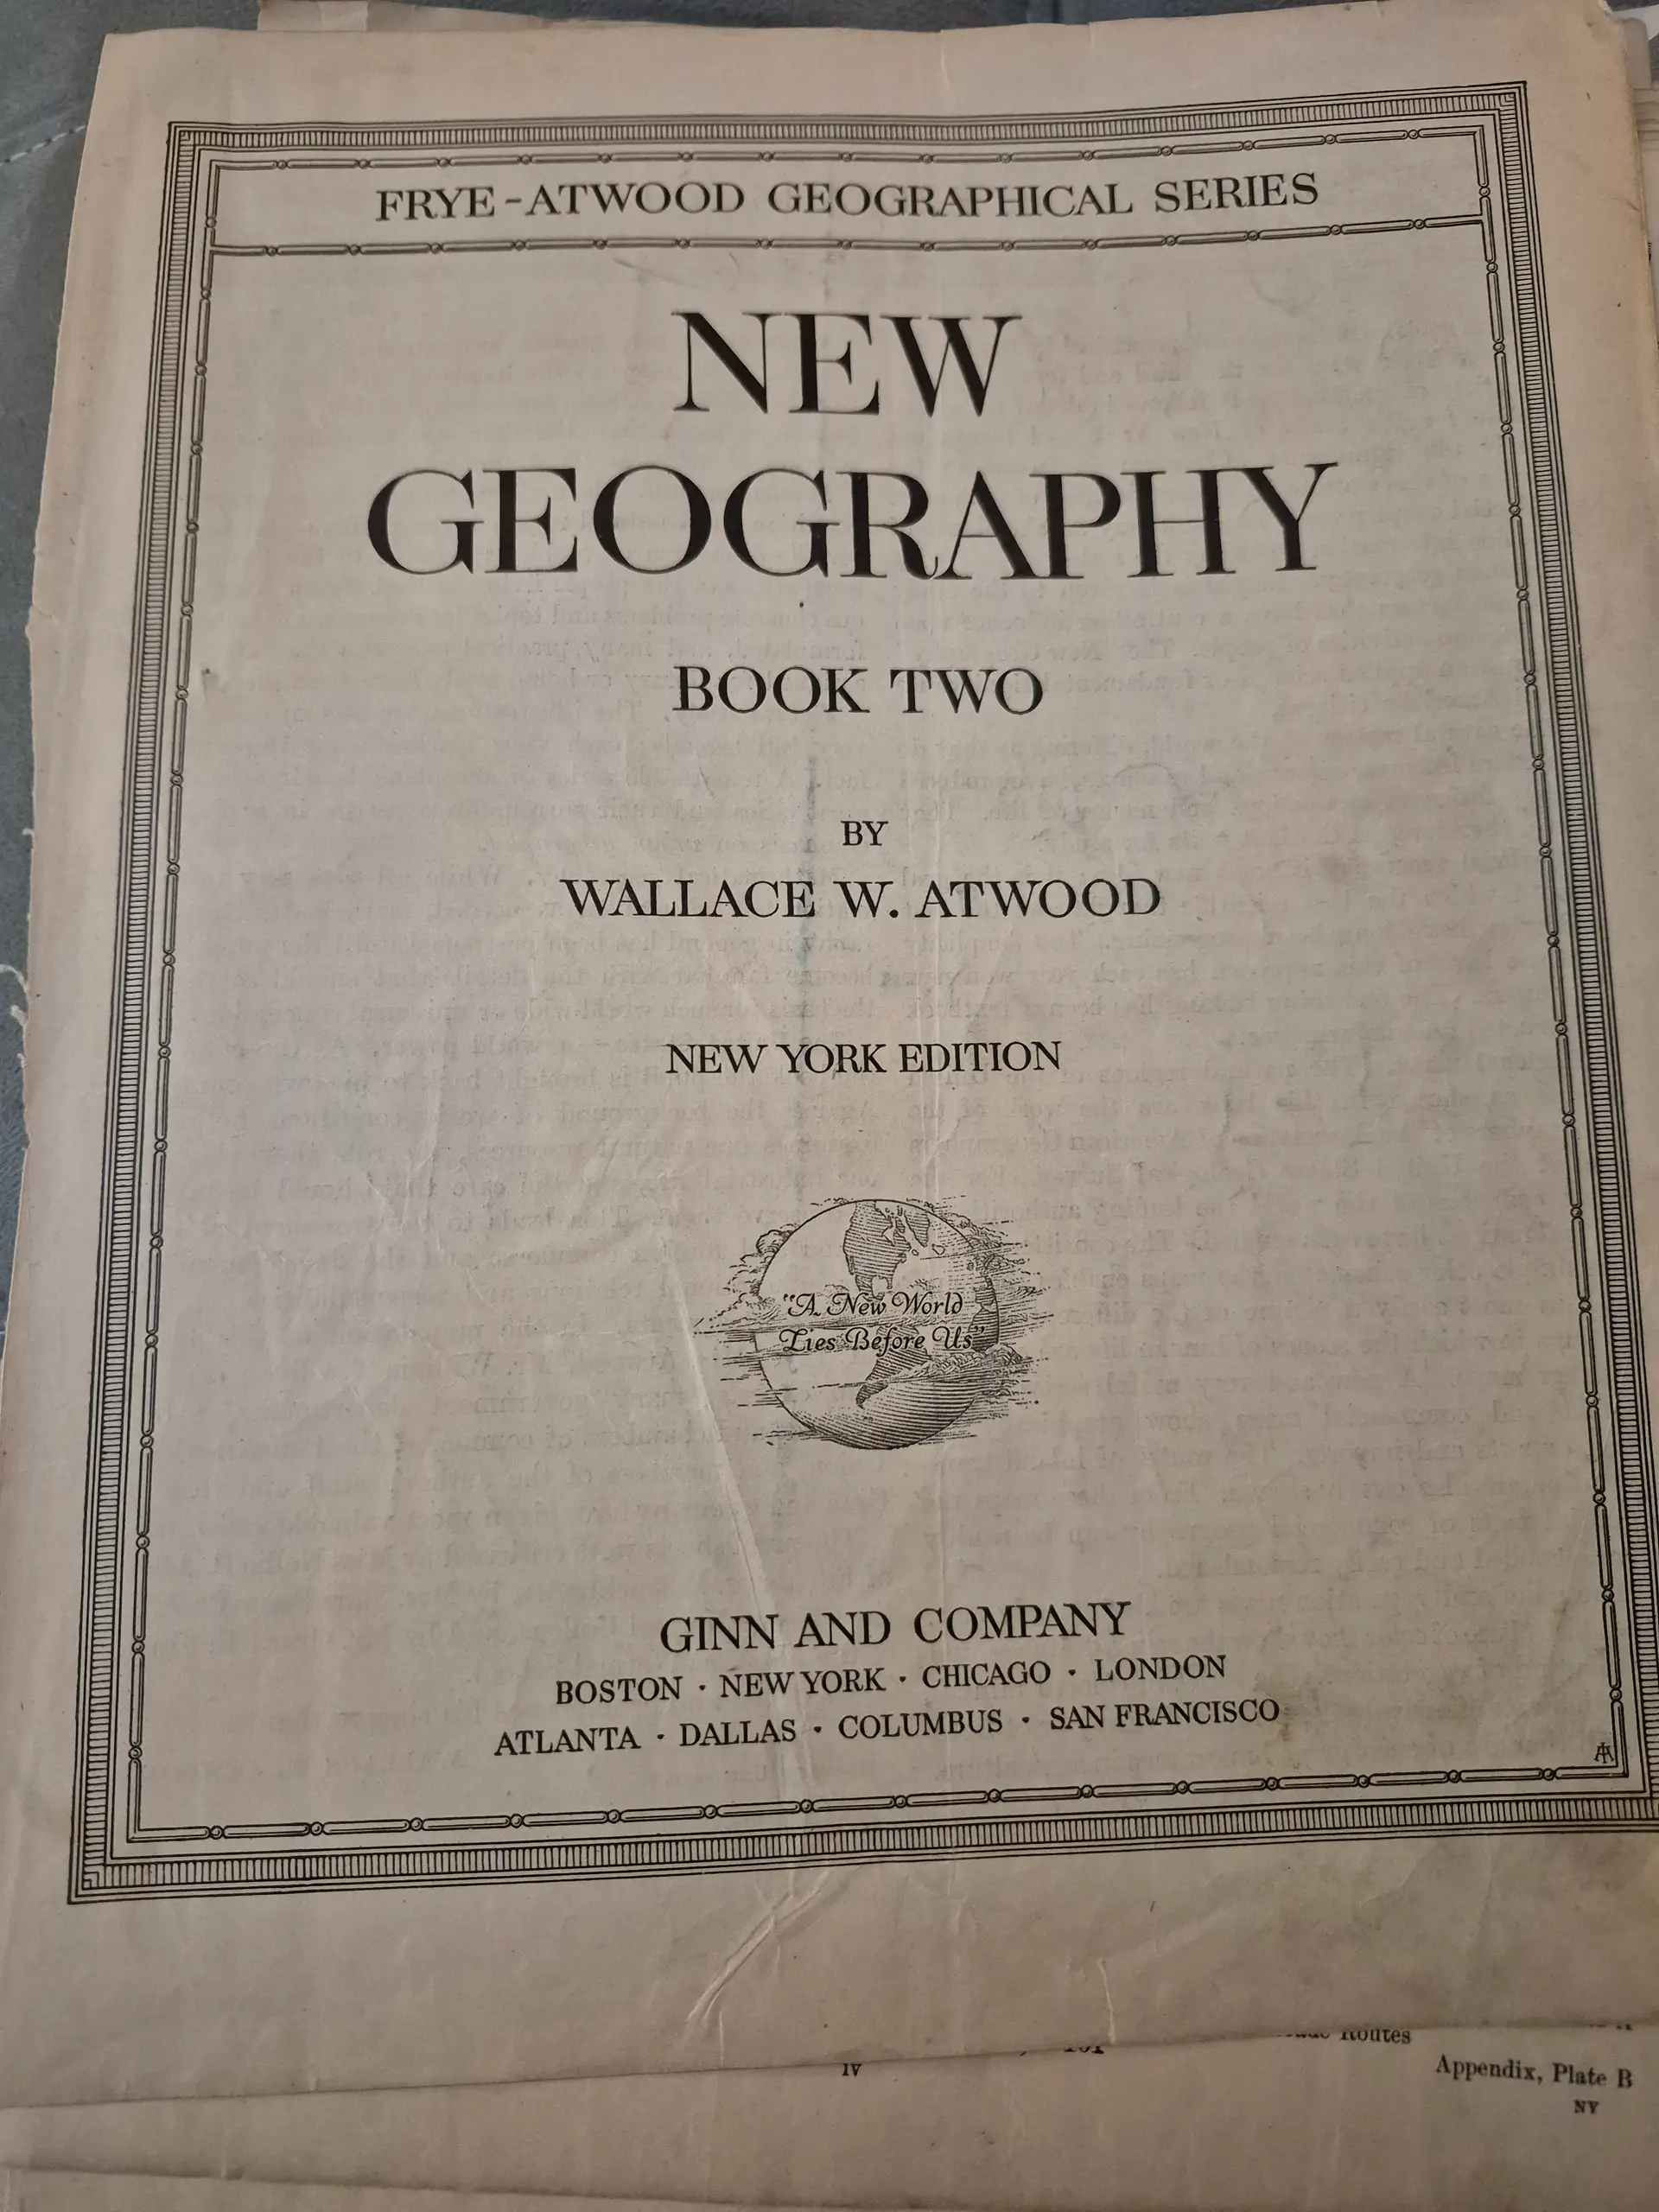 FRYE-ATWOOD GEOGRAPHICAL SERIES
NEW
GEOGRAPHY
BOOK TWO
BY
WALLACE W. ATWOOD
NEW YORK EDITION
"A New World
Lies Before Us"
GINN AND COMPANY
BOSTON · NEW YORK · CHICAGO · LONDON
ATLANTA · DALLAS · COLUMBUS · SAN FRANCISCO
Routes
iv
Appendix, Plate B
NY